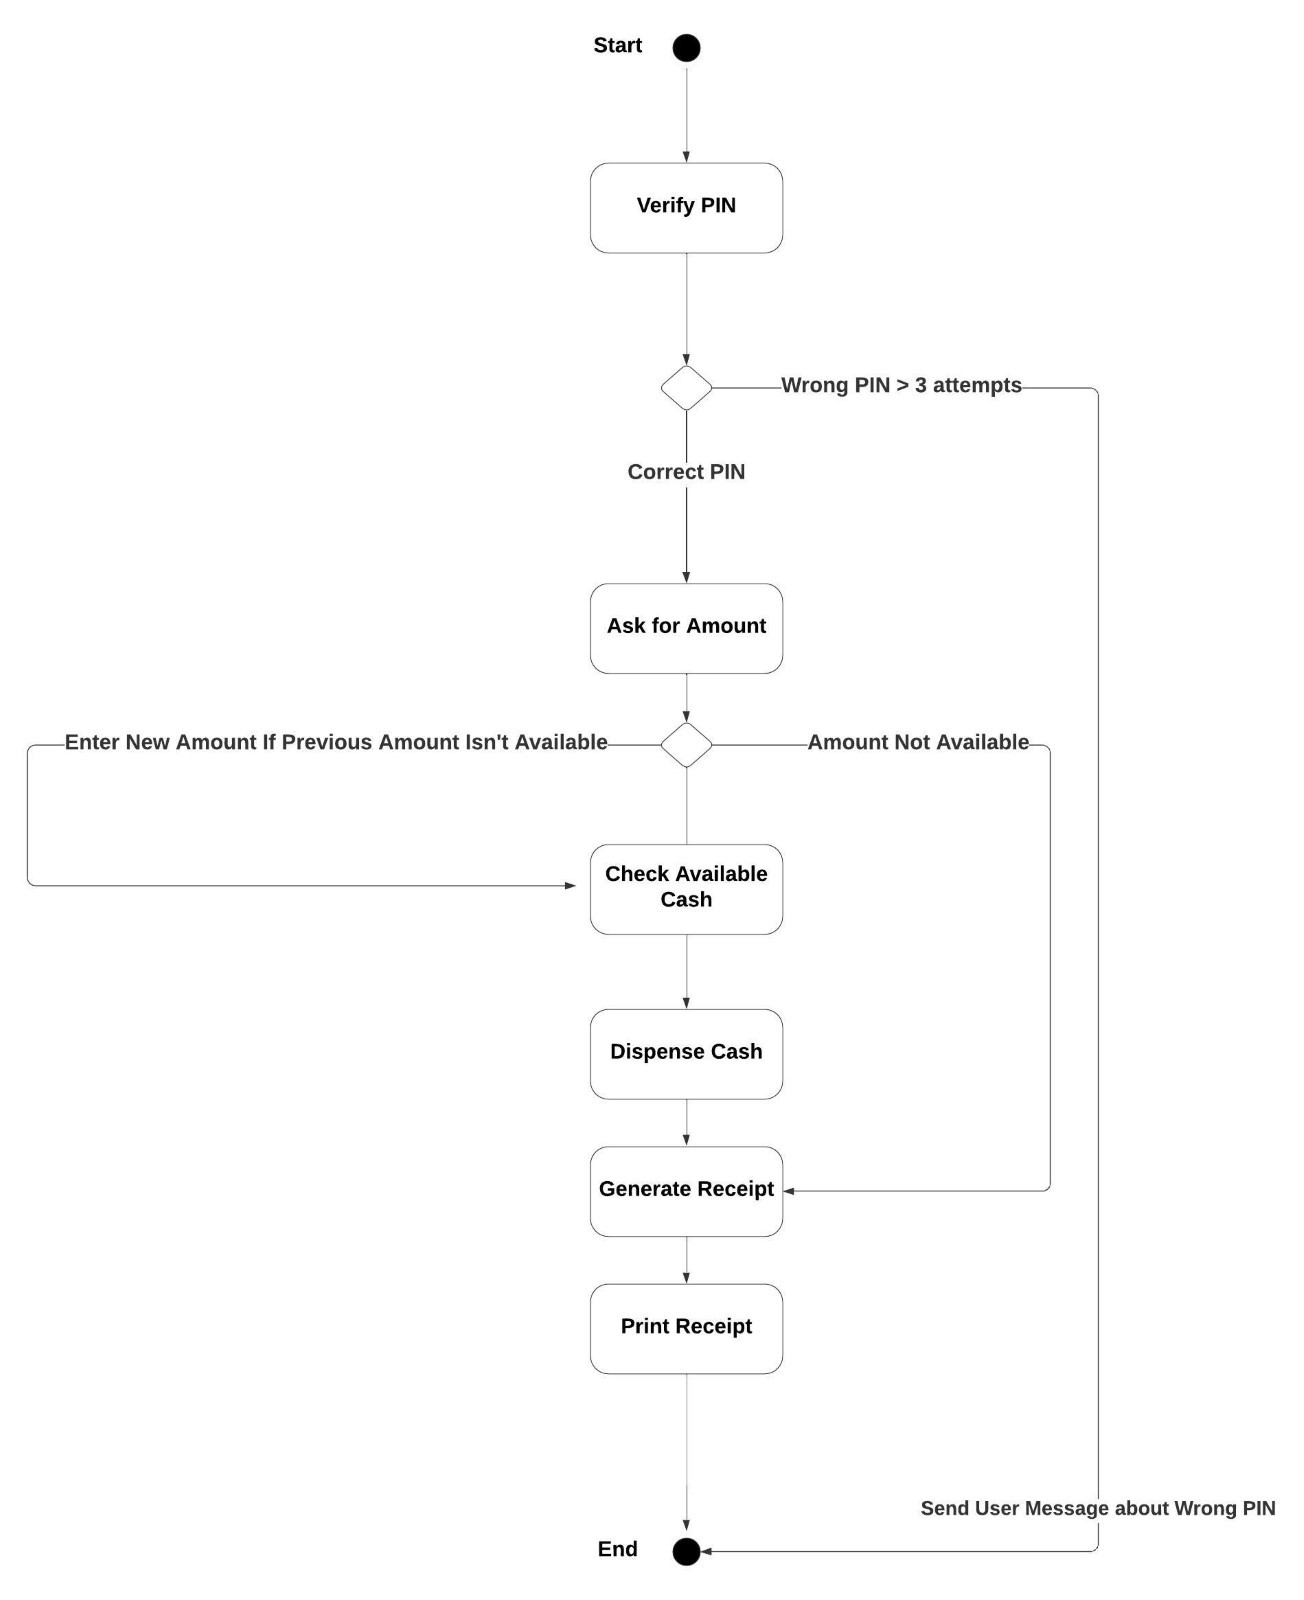 Start
Verify PIN
Wrong PIN > 3 attempts
Correct PIN
Ask for Amount
Enter New Amount If Previous Amount Isn't Available
Amount Not Available
Check Available
Cash
Dispense Cash
Generate Receipt
Print Receipt
Send User Message about Wrong PIN
End